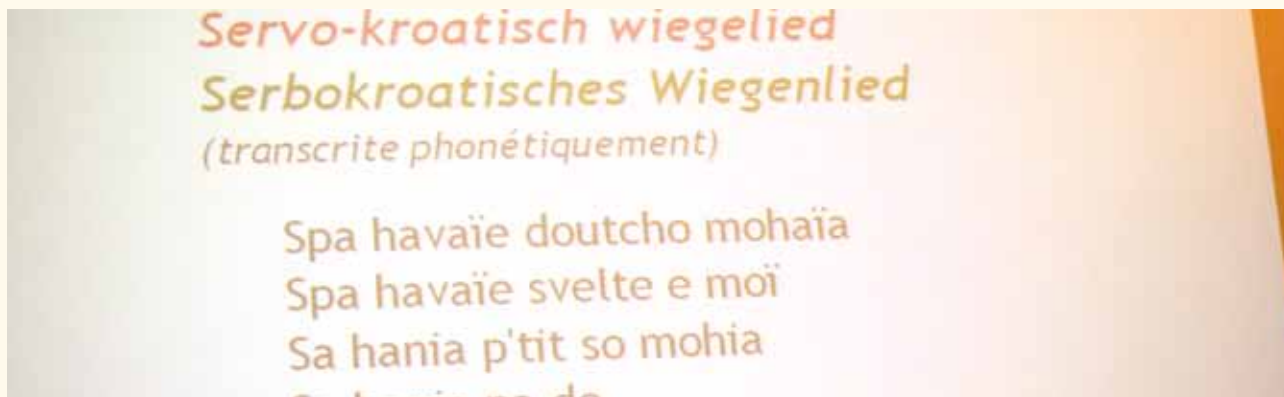 Servo-kroatisch wiegelied
Serbokroatisches Wiegenlied
(transcrite phonétiquement)
Spa havaïe doutcho mohaïa
Spa havaïe svelte e moï
Sa hania p'tit so mohia